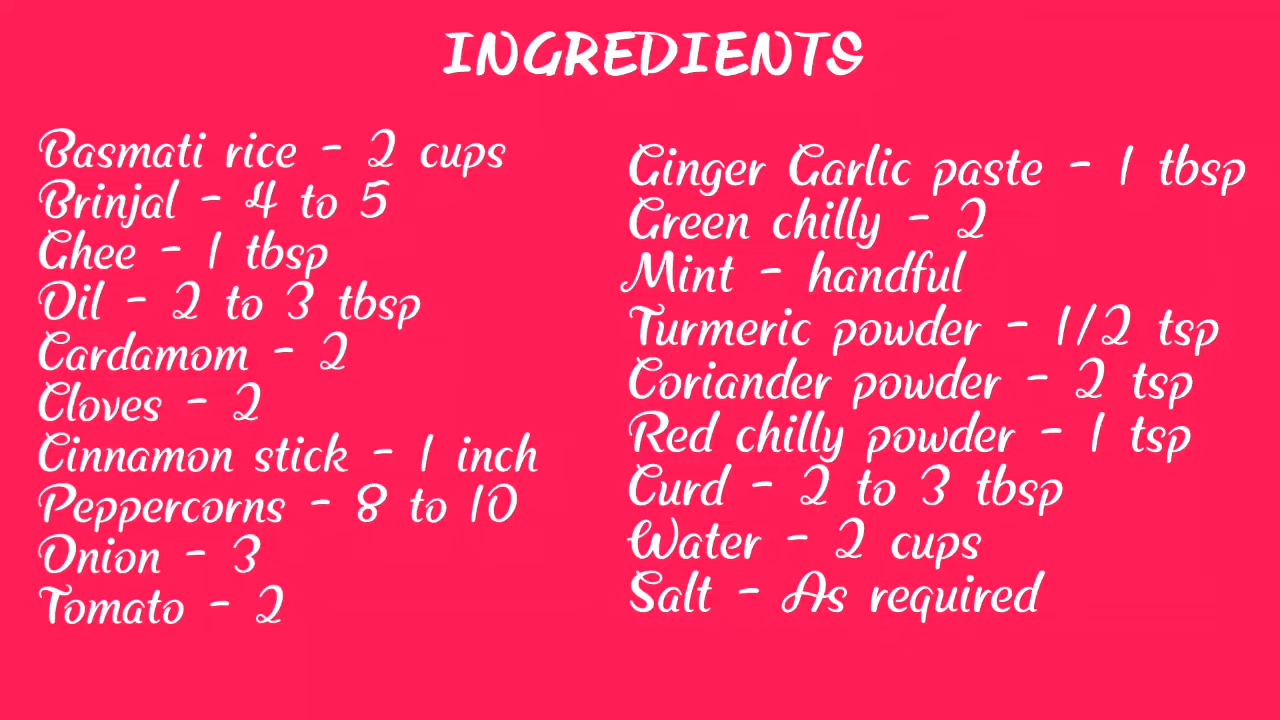 INGREDIENTS
Basmati rice - 2 cups
Brinjal - 4 to 5
Ghee - 1 tbsp
Oil - 2 to 3 tbsp
Cardamom - 2
Cloves - 2
Cinnamon stick - 1 inch
Peppercorns - 8 to 10
Onion - 3
Tomato - 2
Ginger Garlic paste - 1 tbsp
Green chilly - 2
Mint - handful
Turmeric powder - 1/2 tsp
Coriander powder - 2 tsp
Red chilly powder - 1 tsp
Curd - 2 to 3 tbsp
Water - 2 cups
Salt - As required